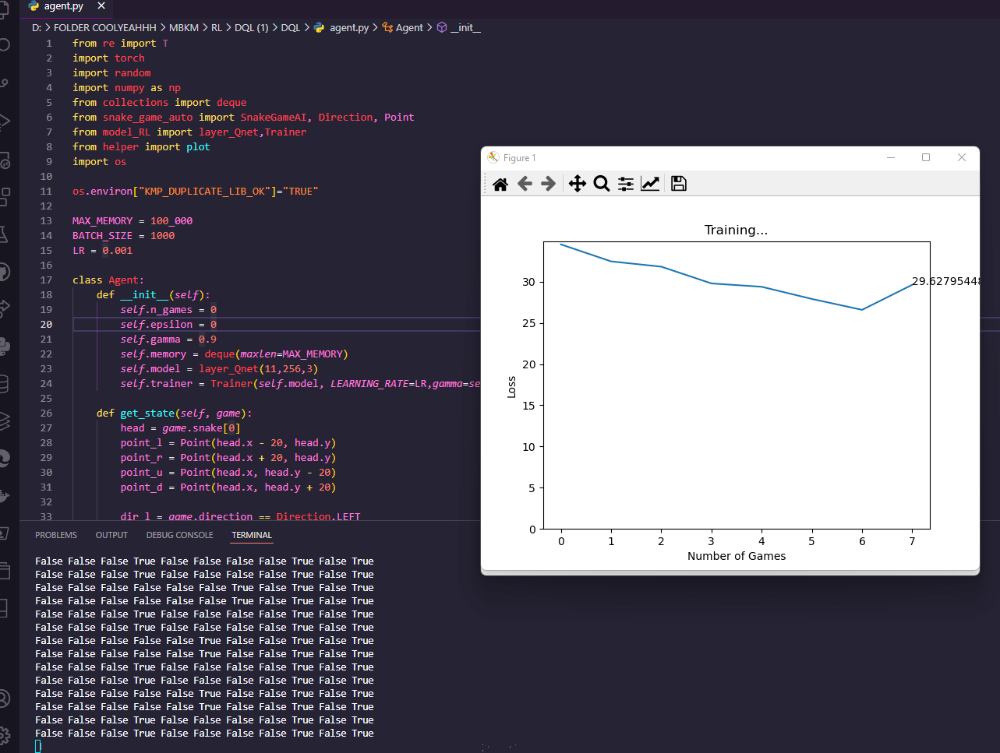 agent.py
D: > FOLDER COOLYEAHHH > MBKM > RL > DQL (1) > DQL > agent.py > Agent > __init__
1 from re import T
2 import torch
3 import random
4 import numpy as np
5 from collections import deque
6 from snake_game_auto import SnakeGameAI, Direction, Point
7 from model_RL import layer_Qnet,Trainer
8 from helper import plot
9 import os
10
11 os.environ["KMP_DUPLICATE_LIB_OK"]="TRUE"
12
13 MAX_MEMORY = 100_000
14 BATCH_SIZE = 1000
15 LR = 0.001
16
17 class Agent:
18 def __init__(self):
19 self.n_games = 0
20 self.epsilon = 0
21 self.gamma = 0.9
22 self.memory = deque(maxlen=MAX_MEMORY)
23 self.model = layer_Qnet(11,256,3)
24 self.trainer = Trainer(self.model, LEARNING_RATE=LR,gamma=se
25
26 def get_state(self, game):
27 head = game.snake[0]
28 point_l = Point(head.x - 20, head.y)
29 point_r = Point(head.x + 20, head.y)
30 point_u = Point(head.x, head.y - 20)
31 point_d = Point(head.x, head.y + 20)
32
33 dir_l = game.direction == Direction.LEFT
Figure 1
Training...
29.62795448
30
25
20
15
10
5
0
Loss
0 1 2 3 4 5 6 7
Number of Games
PROBLEMS OUTPUT DEBUG CONSOLE TERMINAL
False False False True False False False False True False True
False False False True False False False False True False True
False False False False False False True False True False True
False False False True False False False False True False True
False False False True False False False False True False True
False False False True False False False False True False True
False False False True False False False False True False True
False False False False False True False False True False True
False False False True False False False False True False True
False False False True False False False False True False True
False False False False False True False False True False True
False False False False False True False False True False True
False False False True False False False False True False True
False False False True False False False False True False True